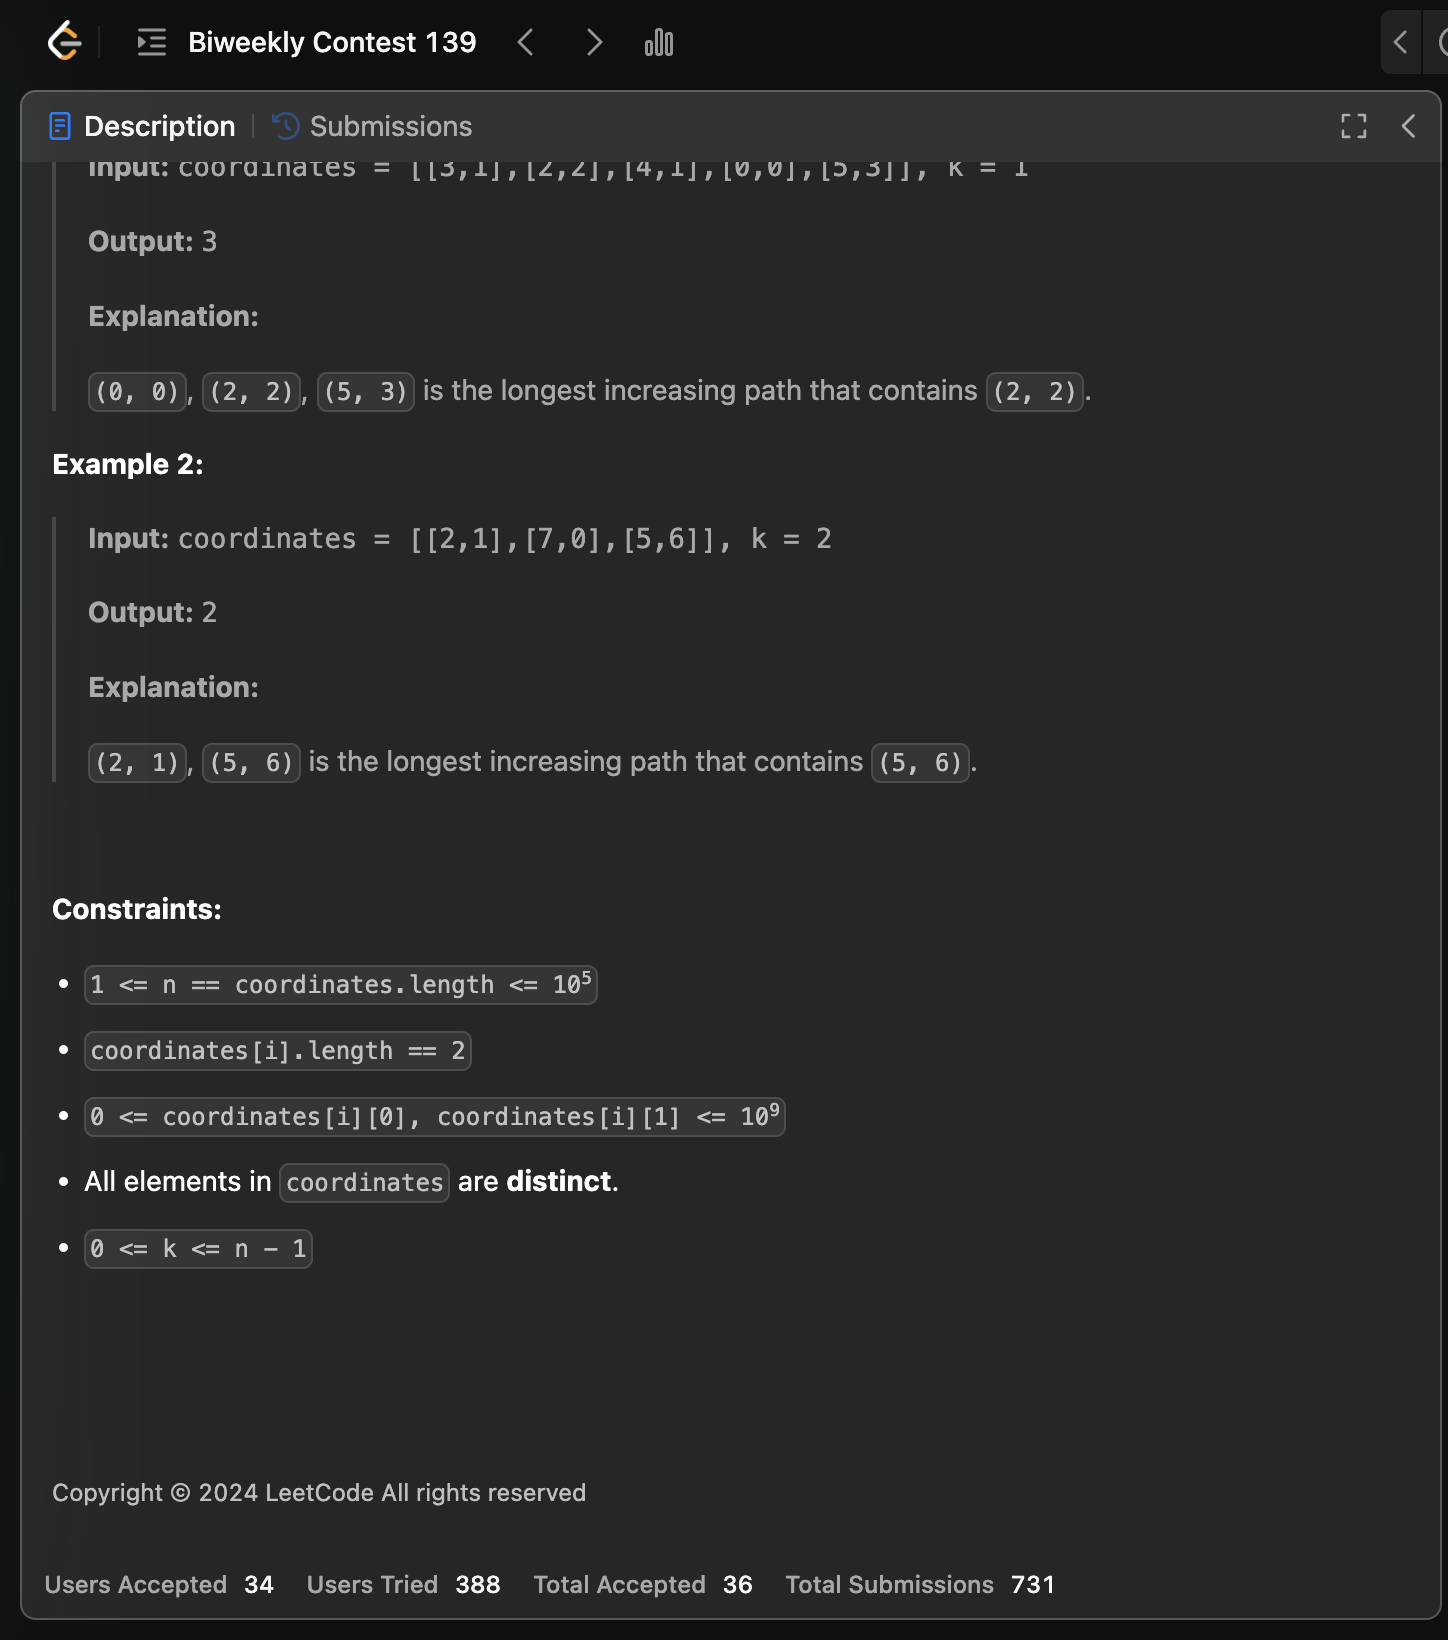 Biweekly Contest 139
Description | Submissions
Input: coordinates = [[3,1],[2,2],[4,1],[0,0],[5,3]], k = 1
Output: 3
Explanation:
(0, 0), (2, 2), (5, 3) is the longest increasing path that contains (2, 2).
Example 2:
Input: coordinates = [[2,1],[7,0],[5,6]], k = 2
Output: 2
Explanation:
(2, 1), (5, 6) is the longest increasing path that contains (5, 6).
Constraints:
• 1 <= n == coordinates.length <= 10⁵
• coordinates[i].length == 2
• 0 <= coordinates[i][0], coordinates[i][1] <= 10⁹
• All elements in coordinates are distinct.
• 0 <= k <= n - 1
Copyright © 2024 LeetCode All rights reserved
Users Accepted 34 Users Tried 388 Total Accepted 36 Total Submissions 731